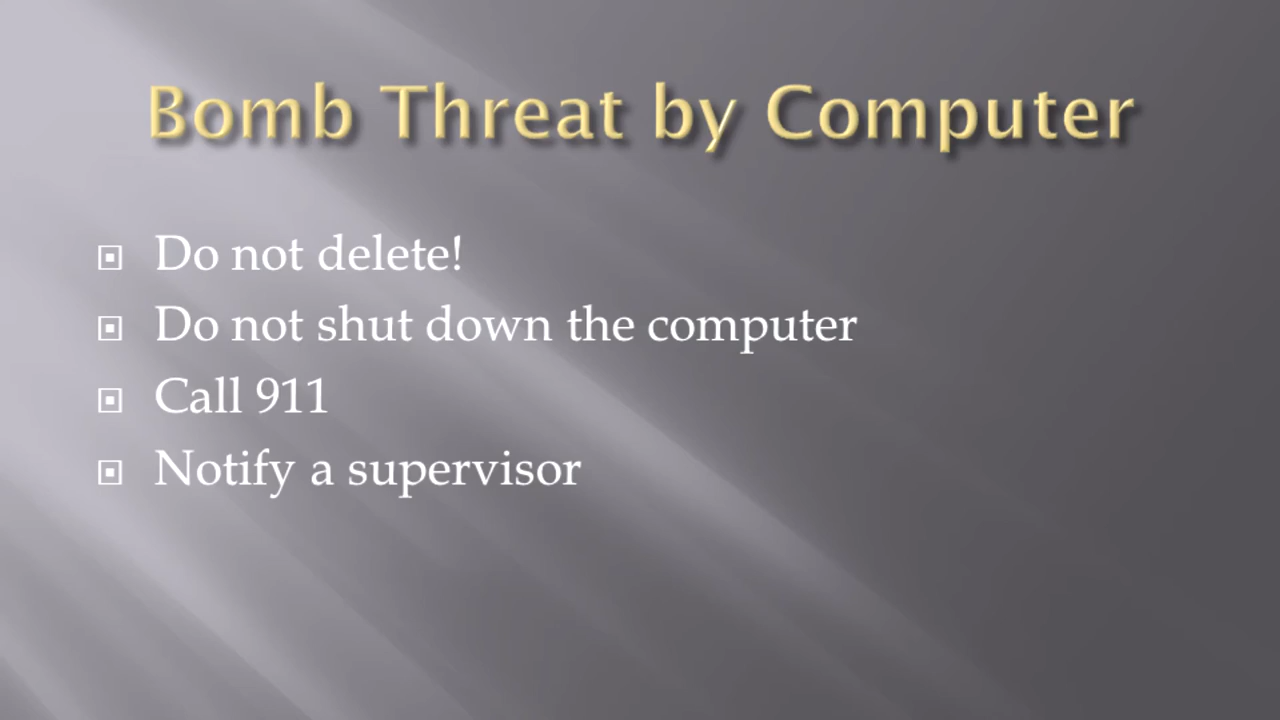 Bomb Threat by Computer
Do not delete!
Do not shut down the computer
Call 911
Notify a supervisor